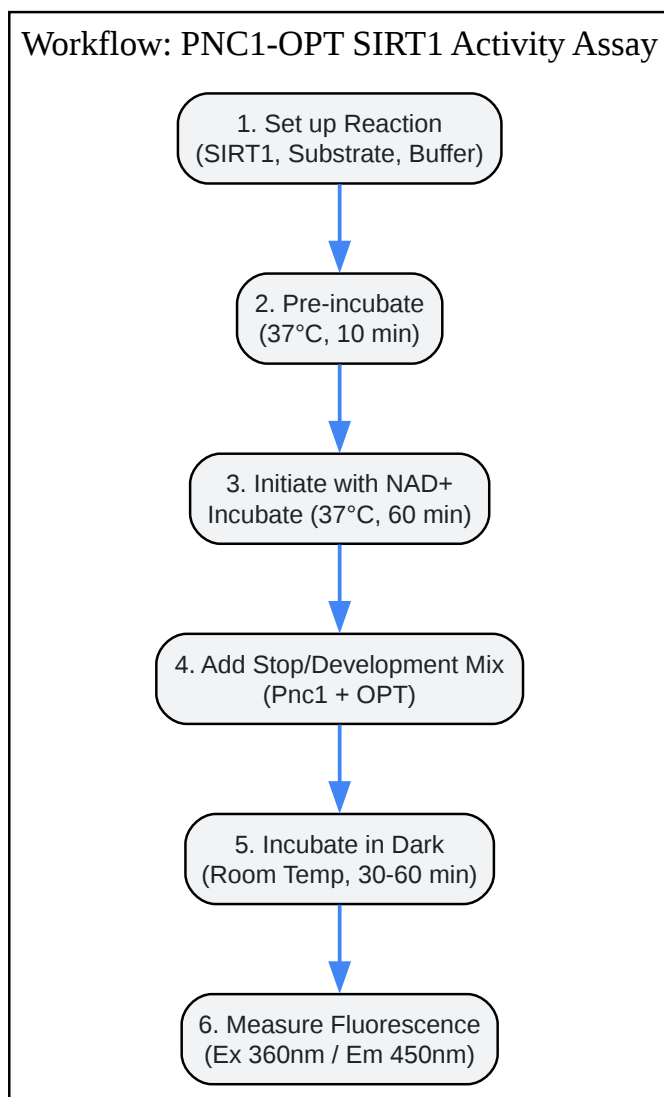 Workflow: PNC1-OPT SIRT1 Activity Assay
1. Set up Reaction
(SIRT1, Substrate, Buffer)
2. Pre-incubate
(37°C, 10 min)
3. Initiate with NAD+
Incubate (37°C, 60 min)
4. Add Stop/Development Mix
(Pnc1 + OPT)
5. Incubate in Dark
(Room Temp, 30-60 min)
6. Measure Fluorescence
(Ex 360nm / Em 450nm)